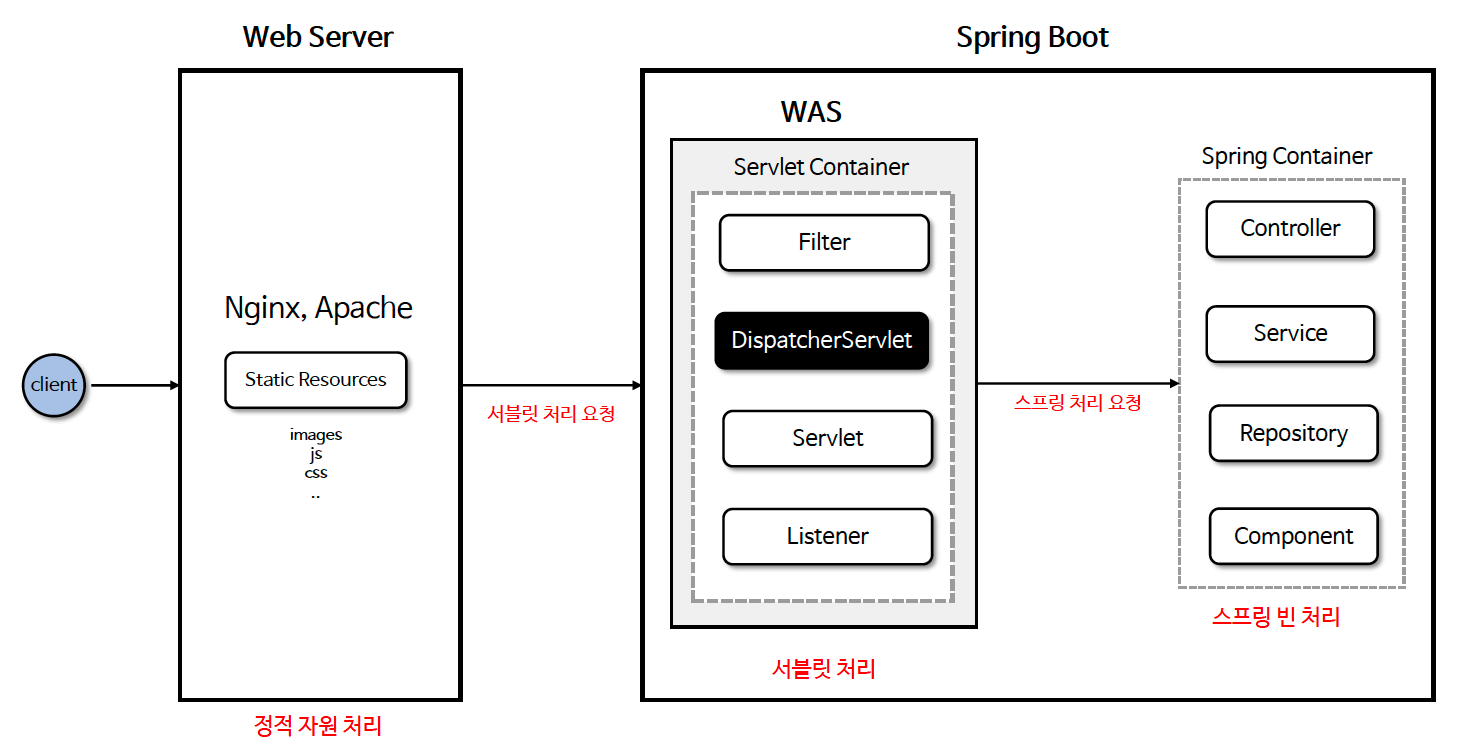 Web Server
Spring Boot
WAS
Servlet Container
Spring Container
Filter
Controller
Nginx, Apache
DispatcherServlet
Service
client
Static Resources
서블릿 처리 요청
스프링 처리 요청
images
js
css
..
Servlet
Repository
Listener
Component
스프링 빈 처리
서블릿 처리
정적 자원 처리